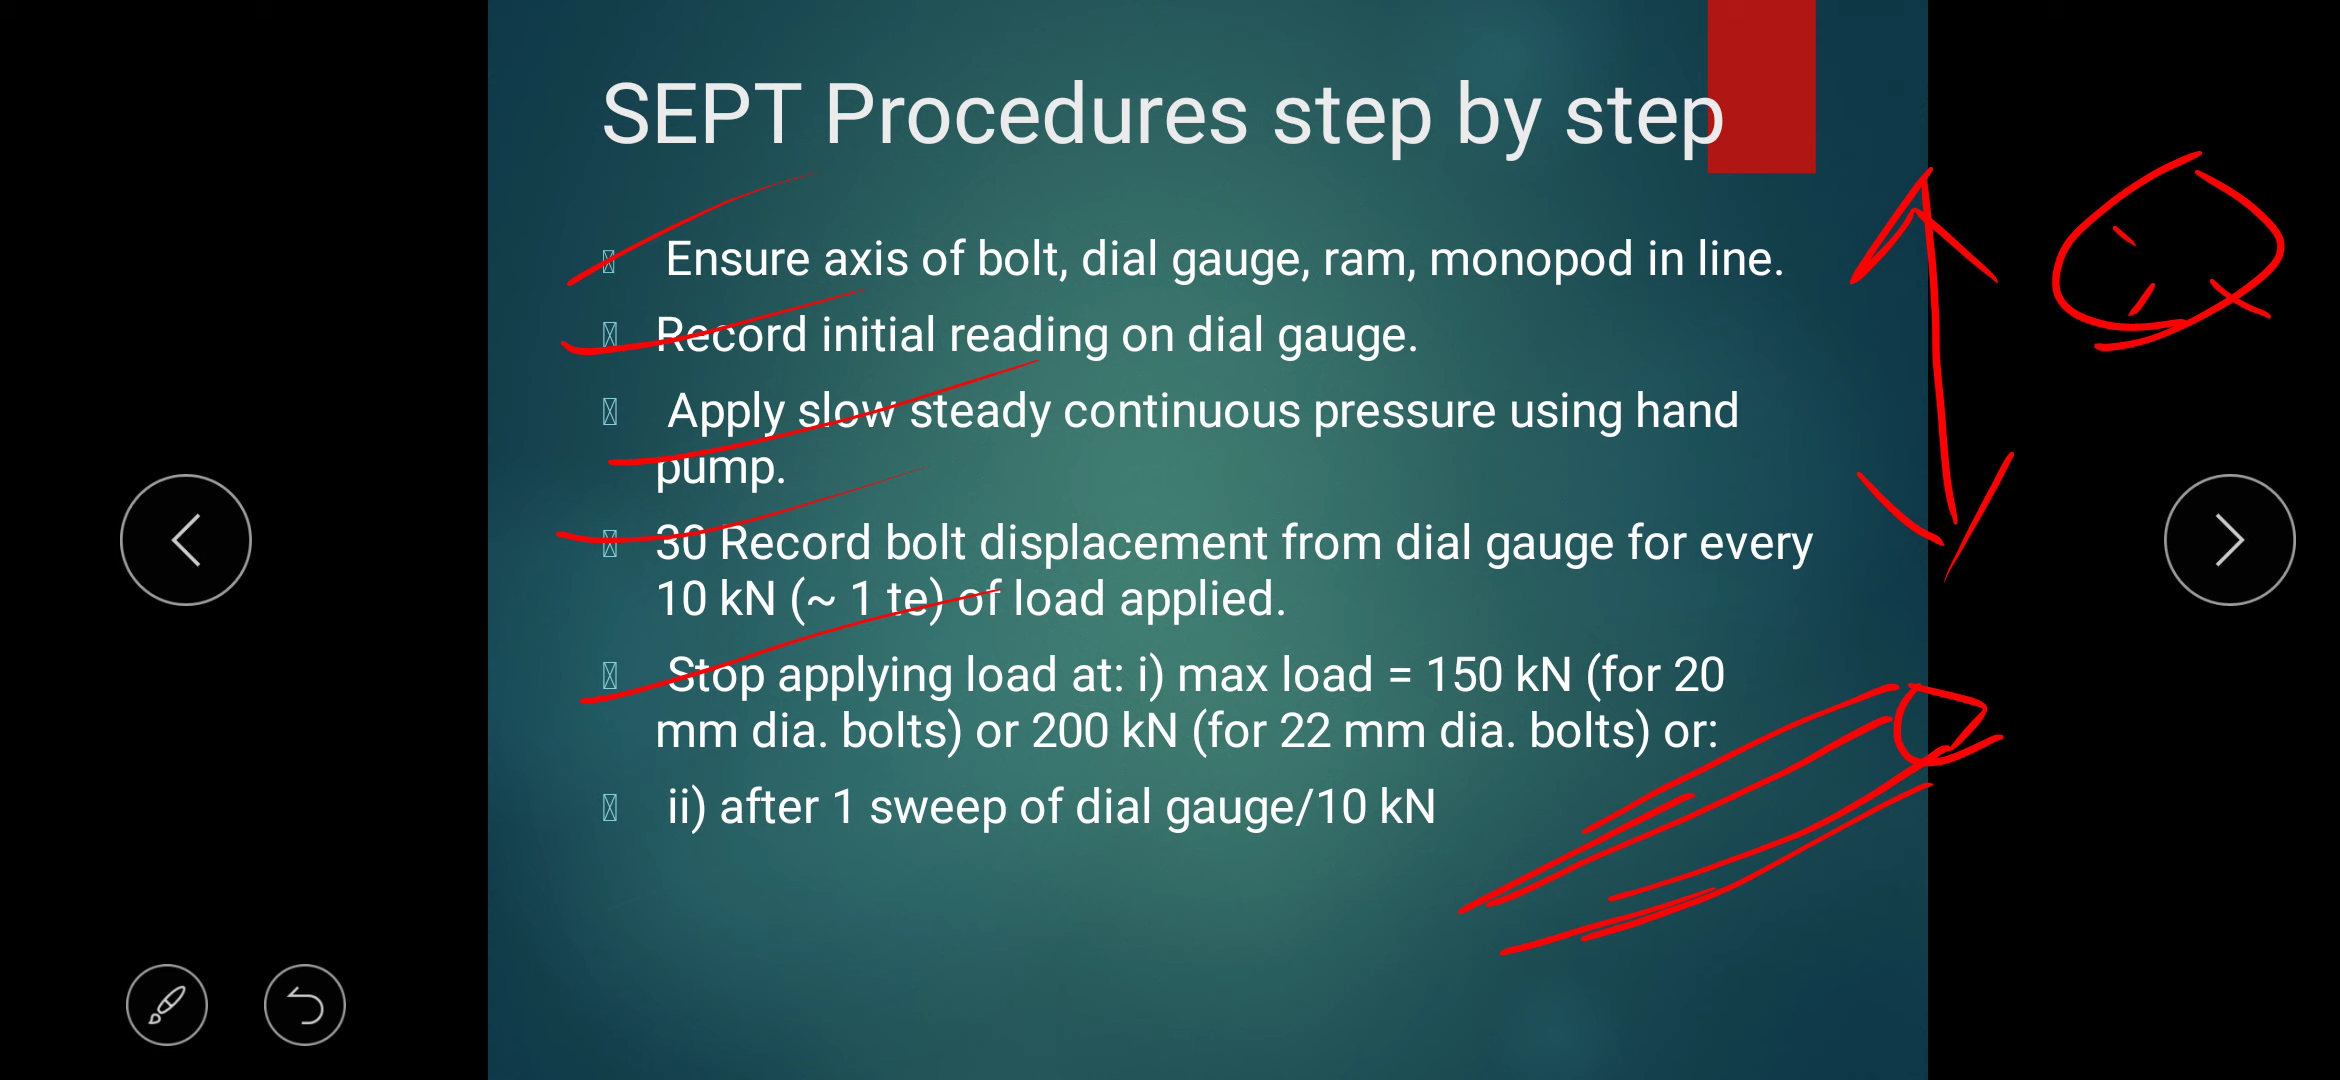 SEPT Procedures step by step
Ensure axis of bolt, dial gauge, ram, monopod in line.
Record initial reading on dial gauge.
Apply slow steady continuous pressure using hand
pump.
30 Record bolt displacement from dial gauge for every
10 kN (~ 1 te) of load applied.
Stop applying load at: i) max load = 150 kN (for 20
mm dia. bolts) or 200 kN (for 22 mm dia. bolts) or:
ii) after 1 sweep of dial gauge/10 kN